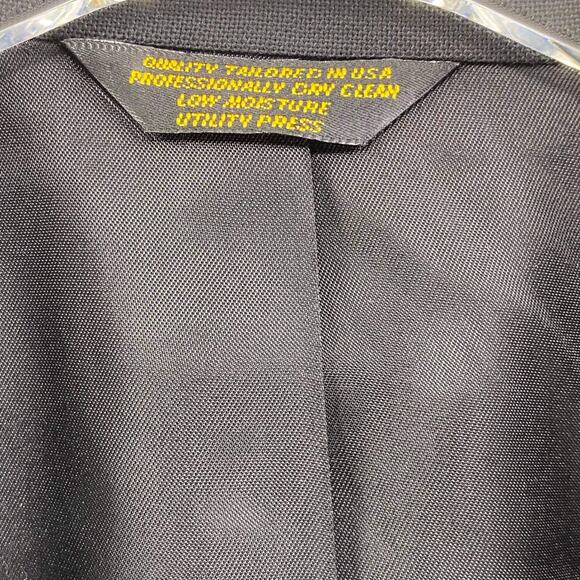 QUALITY TAILORED IN USA
PROFESSIONALLY DRY CLEAN
LOW MOISTURE
UTILITY PRESS